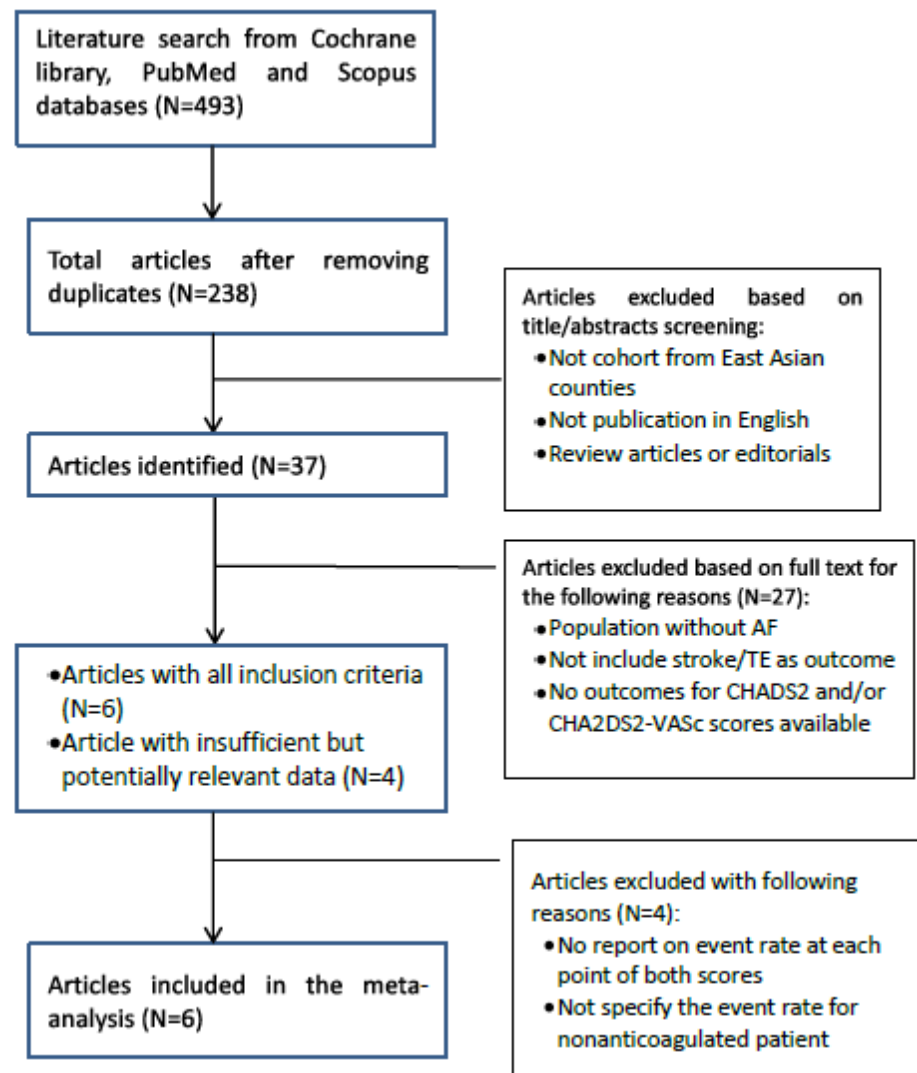 Literature search from Cochrane
library, PubMed and Scopus
databases (N=493)
Total articles after removing
duplicates (N=238)
Articles excluded based on
title/abstracts screening:
•Not cohort from East Asian
counties
•Not publication in English
•Review articles or editorials
Articles identified (N=37)
Articles excluded based on full text for
the following reasons (N=27):
•Population without AF
•Not include stroke/TE as outcome
•No outcomes for CHADS2 and/or
CHA2DS2-VASc scores available
•Articles with all inclusion criteria
(N=6)
•Article with insufficient but
potentially relevant data (N=4)
Articles excluded with following
reasons (N=4):
•No report on event rate at each
point of both scores
•Not specify the event rate for
nonanticoagulated patient
Articles included in the meta-
analysis (N=6)